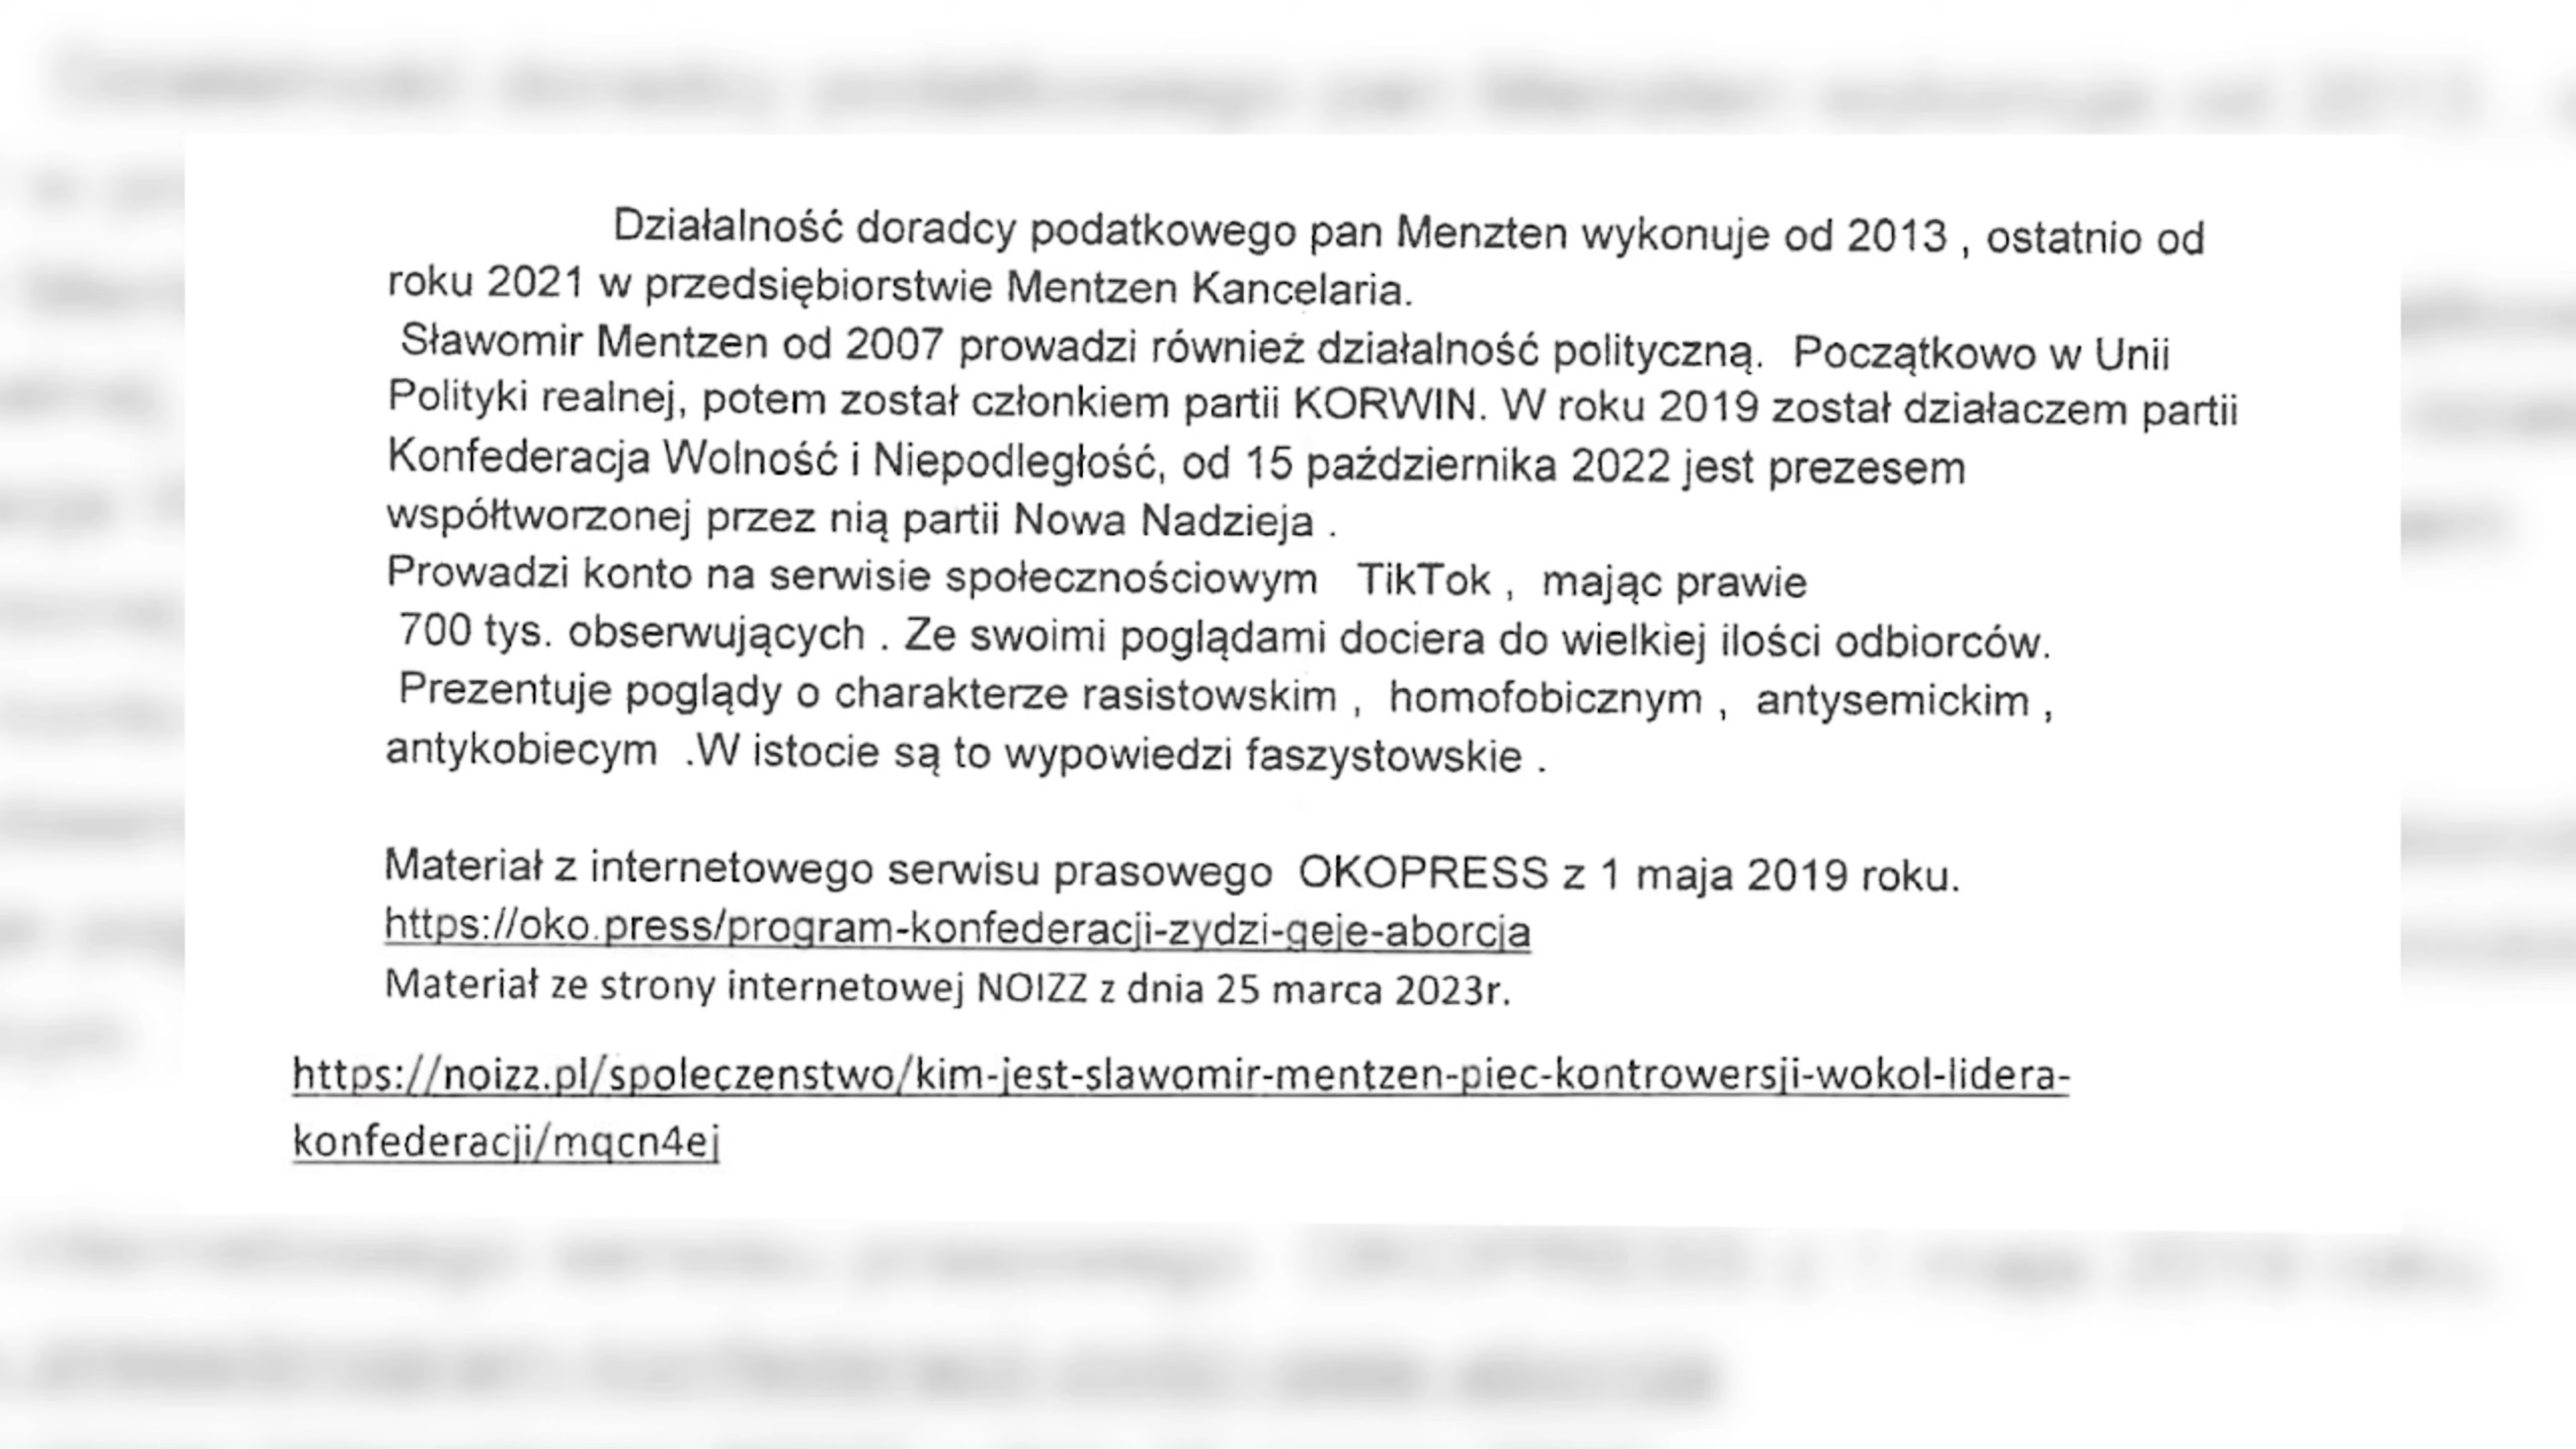 Działalność doradcy podatkowego pan Menzten wykonuje od 2013 , ostatnio od
roku 2021 w przedsiębiorstwie Mentzen Kancelaria.
Sławomir Mentzen od 2007 prowadzi również działalność polityczną. Początkowo w Unii
Polityki realnej, potem został członkiem partii KORWIN. W roku 2019 został działaczem partii
Konfederacja Wolność i Niepodległość, od 15 października 2022 jest prezesem
współtworzonej przez nią partii Nowa Nadzieja .
Prowadzi konto na serwisie społecznościowym TikTok , mając prawie
700 tys. obserwujących . Ze swoimi poglądami dociera do wielkiej ilości odbiorców.
Prezentuje poglądy o charakterze rasistowskim , homofobicznym , antysemickim ,
antykobiecym .W istocie są to wypowiedzi faszystowskie .
Materiał z internetowego serwisu prasowego OKOPRESS z 1 maja 2019 roku.
https://oko.press/program-konfederacji-zydzi-geje-aborcja
Materiał ze strony internetowej NOIZZ z dnia 25 marca 2023r.
https://noizz.pl/spoleczenstwo/kim-jest-slawomir-mentzen-piec-kontrowersji-wokol-lidera-
konfederacji/mqcn4ej